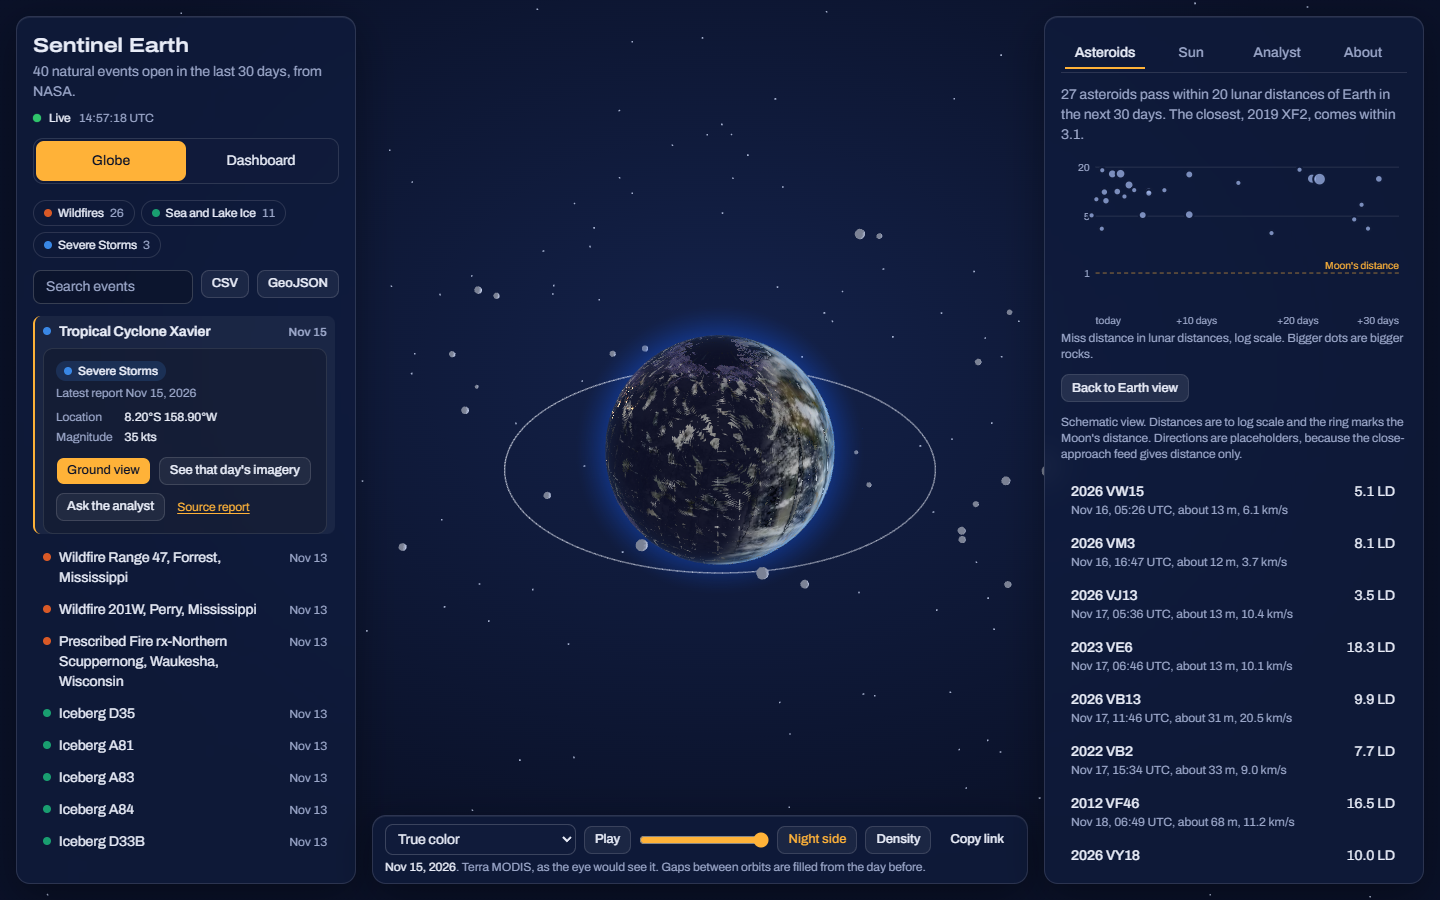 Sentinel Earth
40 natural events open in the last 30 days, from
NASA.
Live 14:57:18 UTC
Globe Dashboard
Wildfires 26 Sea and Lake Ice 11
Severe Storms 3
Search events CSV GeoJSON
Tropical Cyclone Xavier Nov 15
Severe Storms
Latest report Nov 15, 2026
Location 8.20°S 158.90°W
Magnitude 35 kts
Ground view See that day's imagery
Ask the analyst Source report
Wildfire Range 47, Forrest, Nov 13
Mississippi
Wildfire 201W, Perry, Mississippi Nov 13
Prescribed Fire rx-Northern Nov 13
Scuppernong, Waukesha,
Wisconsin
Iceberg D35 Nov 13
Iceberg A81 Nov 13
Iceberg A83 Nov 13
Iceberg A84 Nov 13
Iceberg D33B Nov 13
True color Play Night side Density Copy link
Nov 15, 2026. Terra MODIS, as the eye would see it. Gaps between orbits are filled from the day before.
Asteroids Sun Analyst About
27 asteroids pass within 20 lunar distances of Earth in
the next 30 days. The closest, 2019 XF2, comes within
3.1.
20
5
Moon's distance
1
today +10 days +20 days +30 days
Miss distance in lunar distances, log scale. Bigger dots are bigger
rocks.
Back to Earth view
Schematic view. Distances are to log scale and the ring marks the
Moon's distance. Directions are placeholders, because the close-
approach feed gives distance only.
2026 VW15 5.1 LD
Nov 16, 05:26 UTC, about 13 m, 6.1 km/s
2026 VM3 8.1 LD
Nov 16, 16:47 UTC, about 12 m, 3.7 km/s
2026 VJ13 3.5 LD
Nov 17, 05:36 UTC, about 13 m, 10.4 km/s
2023 VE6 18.3 LD
Nov 17, 06:46 UTC, about 13 m, 10.1 km/s
2026 VB13 9.9 LD
Nov 17, 11:46 UTC, about 31 m, 20.5 km/s
2022 VB2 7.7 LD
Nov 17, 15:34 UTC, about 33 m, 9.0 km/s
2012 VF46 16.5 LD
Nov 18, 06:49 UTC, about 68 m, 11.2 km/s
2026 VY18 10.0 LD